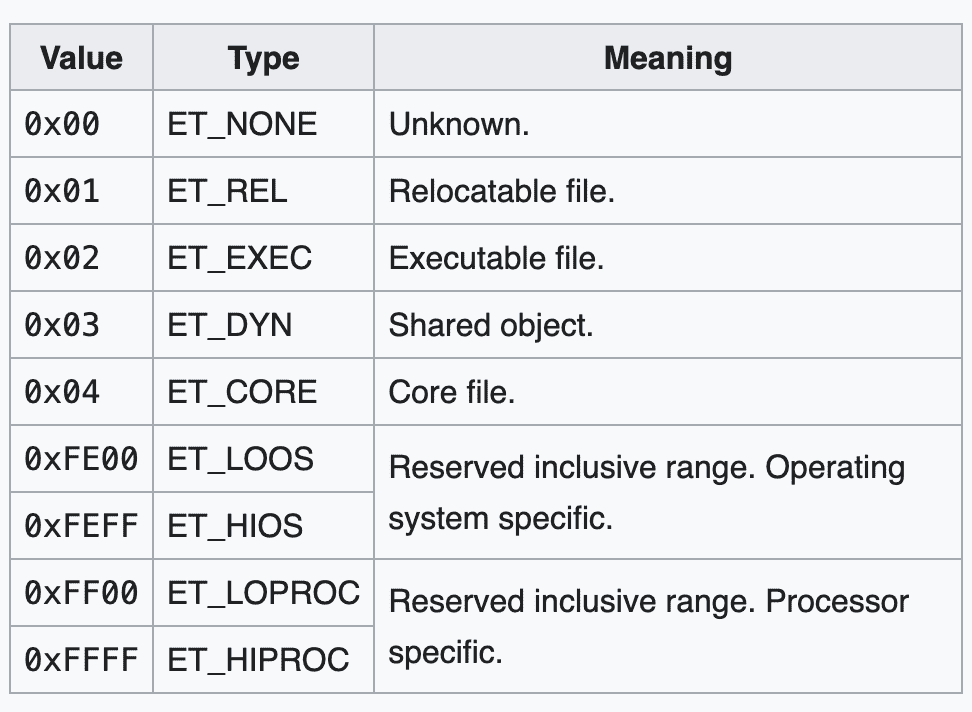 Value Type Meaning
0x00 ET_NONE Unknown.
0x01 ET_REL Relocatable file.
0x02 ET_EXEC Executable file.
0x03 ET_DYN Shared object.
0x04 ET_CORE Core file.
0xFE00 ET_LOOS Reserved inclusive range. Operating
0xFEFF ET_HIOS system specific.
0xFF00 ET_LOPROC Reserved inclusive range. Processor
0xFFFF ET_HIPROC specific.